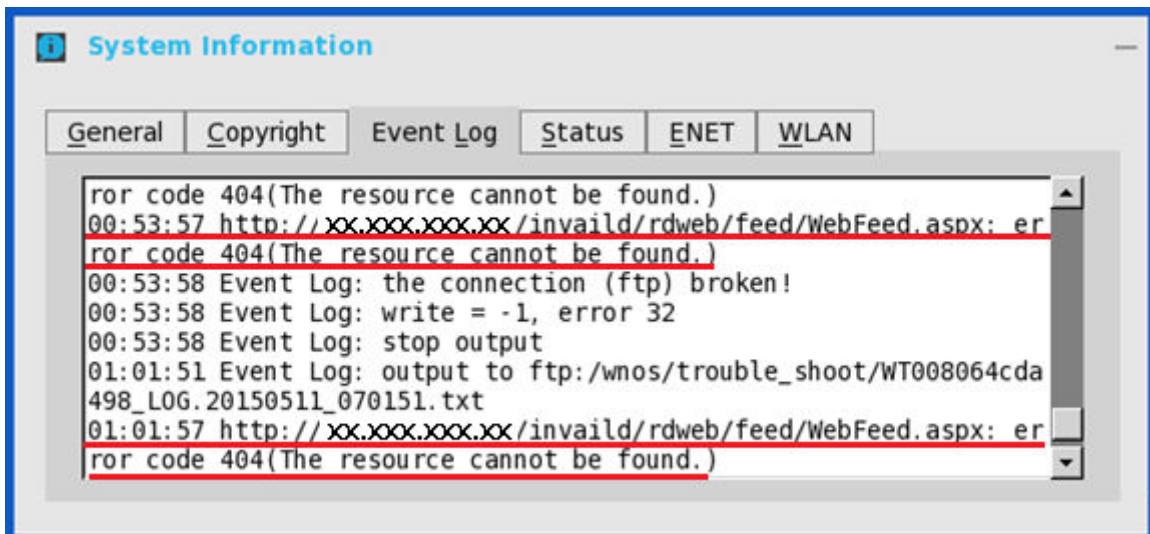 System Information
General Copyright Event Log Status ENET WLAN
ror code 404(The resource cannot be found.)
00:53:57 http://XX.XXX.XXX.XX/invaild/rdweb/feed/WebFeed.aspx: er
ror code 404(The resource cannot be found.)
00:53:58 Event Log: the connection (ftp) broken!
00:53:58 Event Log: write = -1, error 32
00:53:58 Event Log: stop output
01:01:51 Event Log: output to ftp:/wnos/trouble_shoot/WT008064cda
498_LOG.20150511_070151.txt
01:01:57 http://XX.XXX.XXX.XX/invaild/rdweb/feed/WebFeed.aspx: er
ror code 404(The resource cannot be found.)